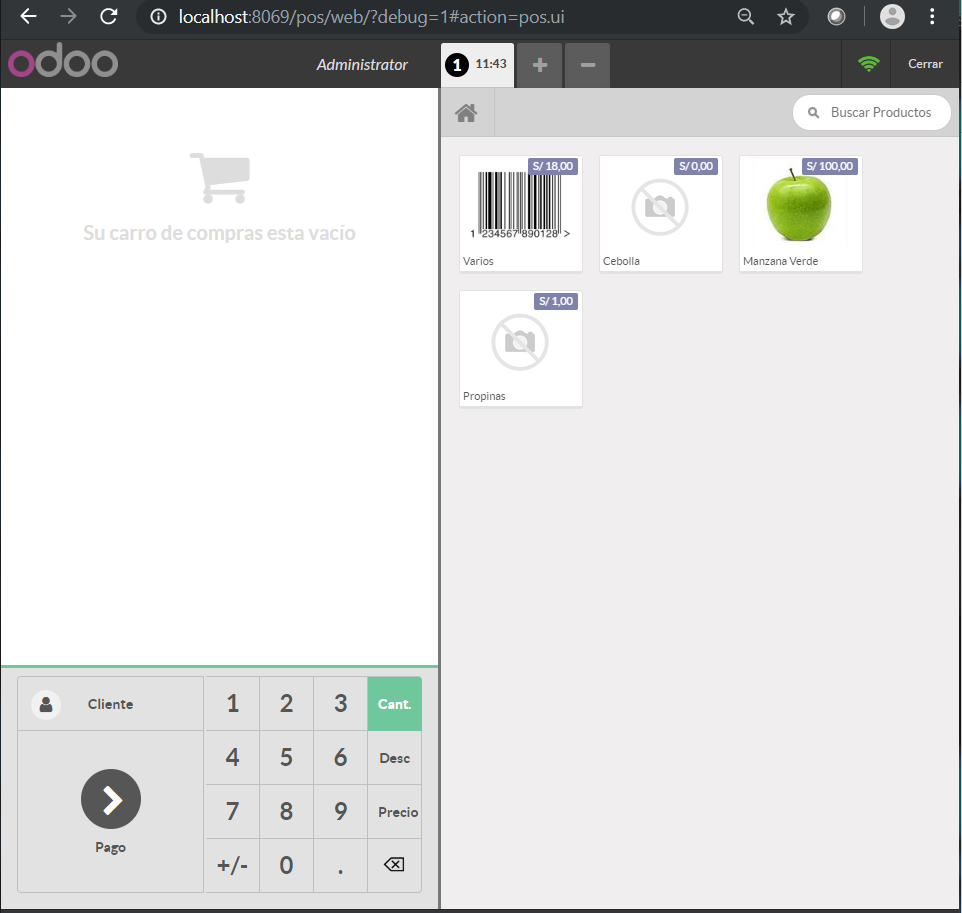 localhost:8069/pos/web/?debug=1#action=pos.ui
odoo
Administrator
1 11:43
+
−
Cerrar
Buscar Productos
Su carro de compras esta vacío
S/ 18,00
1 234567 890128 >
Varios
S/ 0,00
Cebolla
S/ 100,00
Manzana Verde
S/ 1,00
Propinas
Cliente
Pago
1 2 3 Cant.
4 5 6 Desc
7 8 9 Precio
+/- 0 .